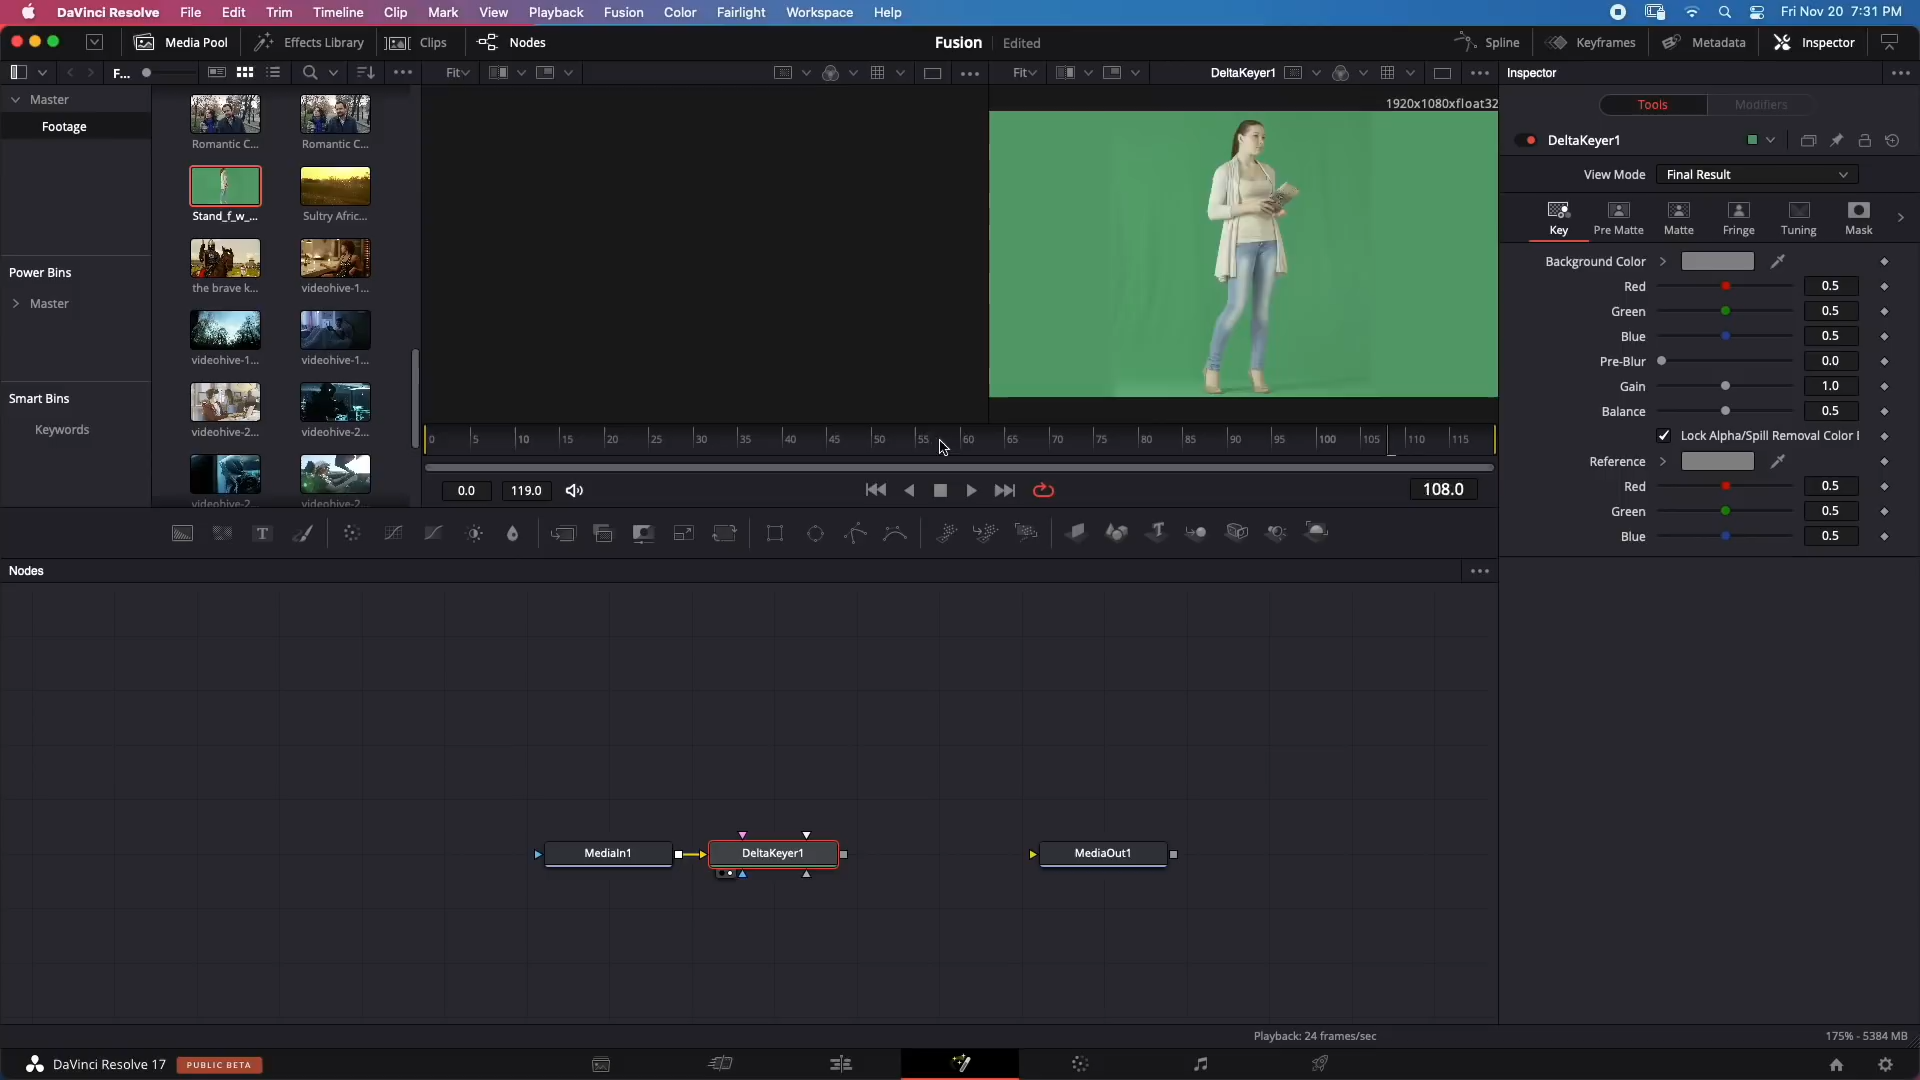 DaVinci Resolve File Edit Trim Timeline Clip Mark View Playback Fusion Color Fairlight Workspace Help Fri Nov 20 7:31 PM
Media Pool Effects Library Clips Nodes Fusion Edited Spline Keyframes Metadata Inspector
F... Fit Fit DeltaKeyer1 Inspector
Master
Footage
Power Bins
Master
Smart Bins
Keywords
Romantic C... Romantic C...
Stand_f_w_... Sultry Afric...
the brave k... videohive-1...
videohive-1... videohive-1...
videohive-2... videohive-2...
videohive-2... videohive-2...
1920x1080xfloat32
0 5 10 15 20 25 30 35 40 45 50 55 60 65 70 75 80 85 90 95 100 105 110 115
0.0 119.0 108.0
Tools Modifiers
DeltaKeyer1
View Mode Final Result
Key Pre Matte Matte Fringe Tuning Mask
Background Color
Red 0.5
Green 0.5
Blue 0.5
Pre-Blur 0.0
Gain 1.0
Balance 0.5
Lock Alpha/Spill Removal Color
Reference
Red 0.5
Green 0.5
Blue 0.5
T T
Nodes
MediaIn1 DeltaKeyer1 MediaOut1
Playback: 24 frames/sec 175% - 5384 MB
DaVinci Resolve 17 PUBLIC BETA